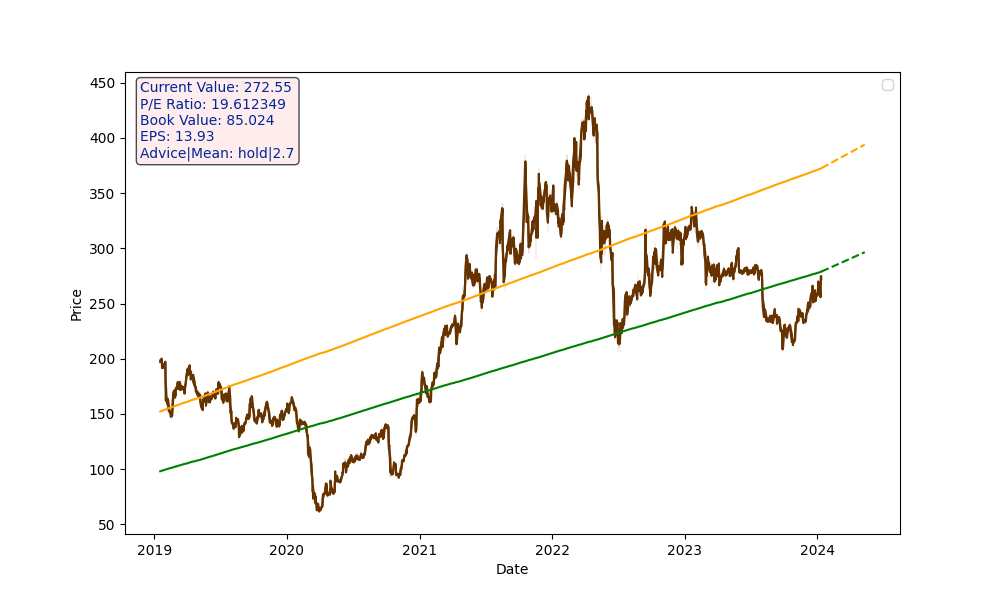 Current Value: 272.55
P/E Ratio: 19.612349
Book Value: 85.024
EPS: 13.93
Advice|Mean: hold|2.7
450
400
350
300
250
200
150
100
50
Price
2019 2020 2021 2022 2023 2024
Date